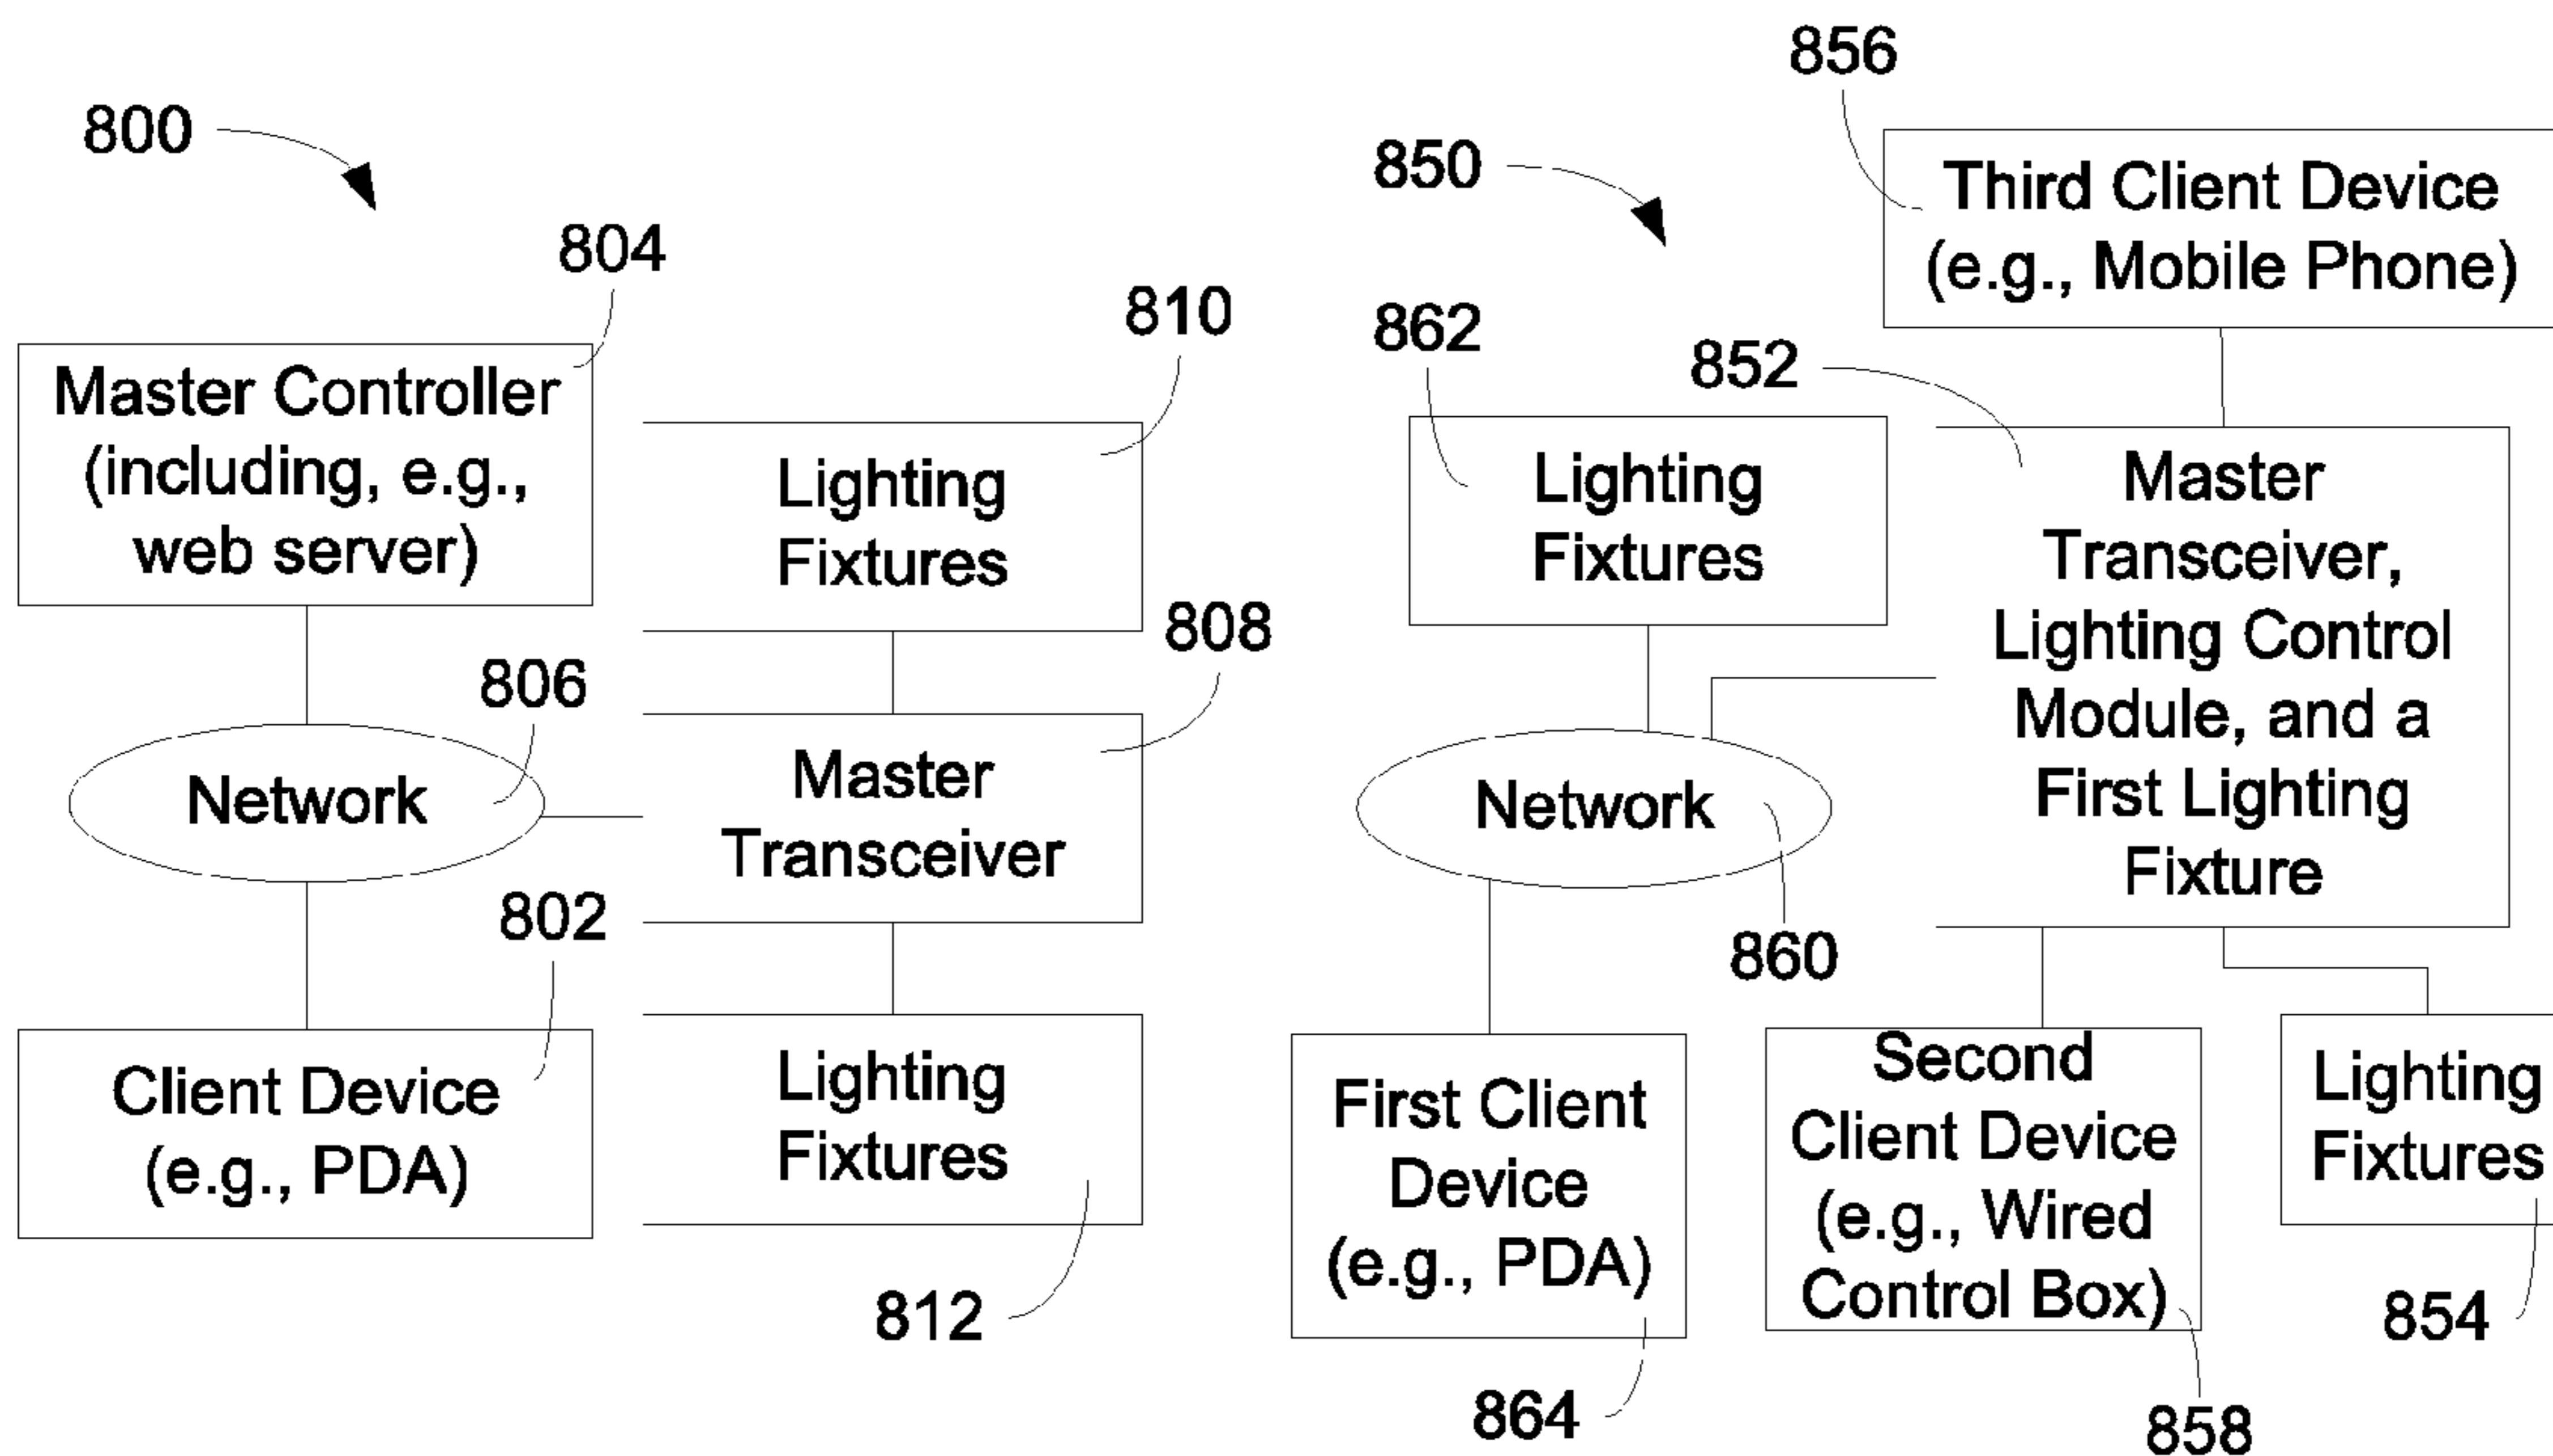 800
804
Master Controller
(including, e.g.,
web server)
810
Lighting
Fixtures
808
806
Network
Master
Transceiver
802
Client Device
(e.g., PDA)
Lighting
Fixtures
812
850
856
Third Client Device
(e.g., Mobile Phone)
862
852
Lighting
Fixtures
Master
Transceiver,
Lighting Control
Module, and a
First Lighting
Fixture
Network
860
First Client
Device
(e.g., PDA)
864
Second
Client Device
(e.g., Wired
Control Box)
858
Lighting
Fixtures
854